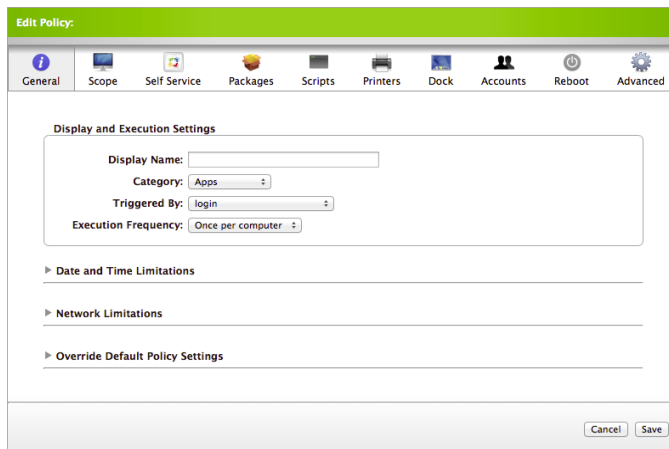 Edit Policy:
General Scope Self Service Packages Scripts Printers Dock Accounts Reboot Advanced
Display and Execution Settings
Display Name:
Category: Apps
Triggered By: login
Execution Frequency: Once per computer
Date and Time Limitations
Network Limitations
Override Default Policy Settings
Cancel Save